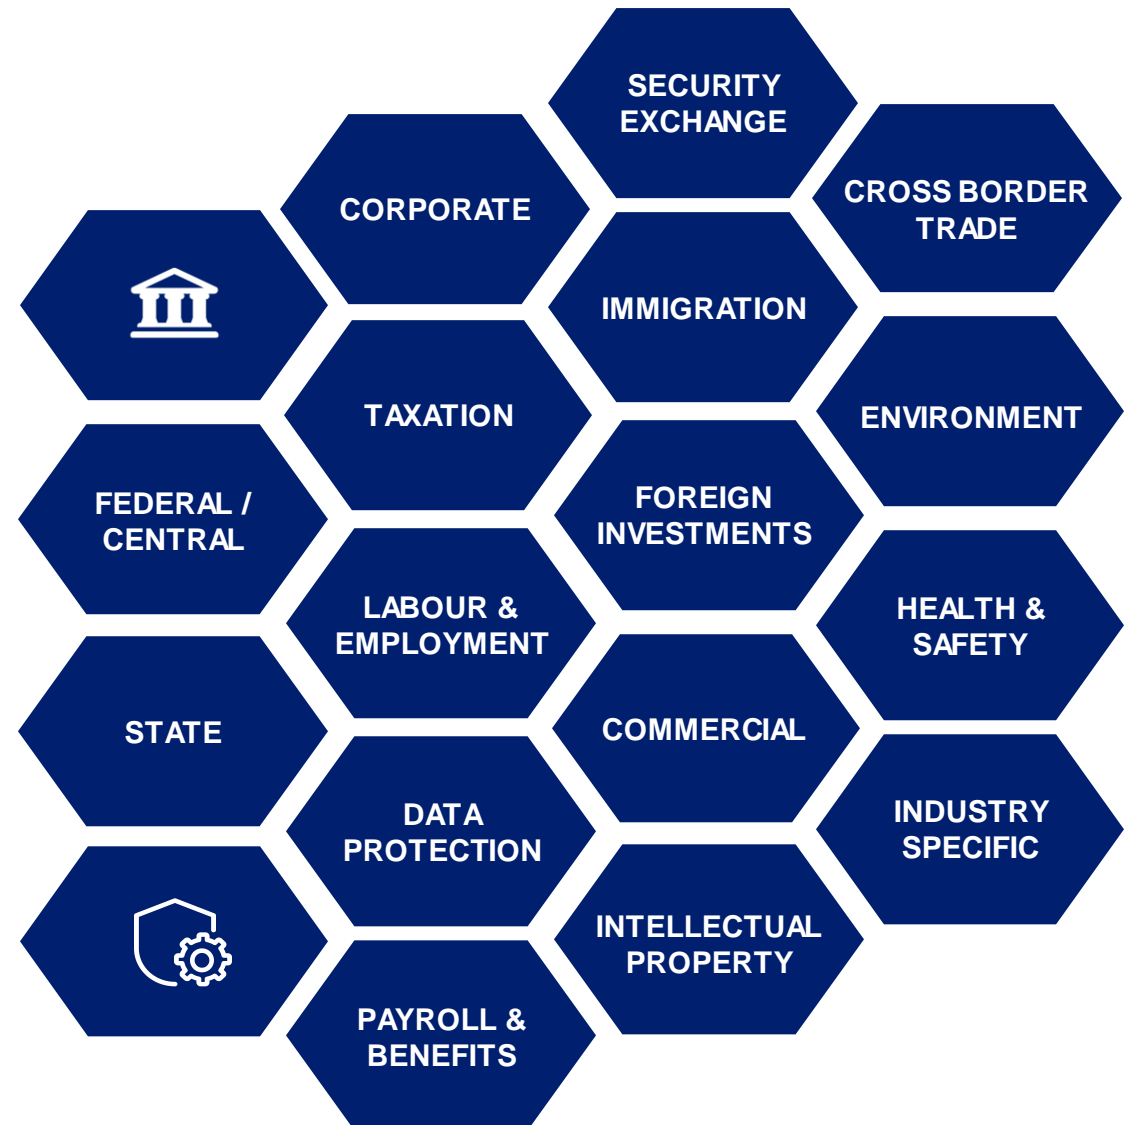 SECURITY
EXCHANGE
CORPORATE
CROSS BORDER
TRADE
IMMIGRATION
TAXATION
ENVIRONMENT
FEDERAL /
CENTRAL
FOREIGN
INVESTMENTS
LABOUR &
EMPLOYMENT
HEALTH &
SAFETY
STATE
COMMERCIAL
DATA
PROTECTION
INDUSTRY
SPECIFIC
INTELLECTUAL
PROPERTY
PAYROLL &
BENEFITS